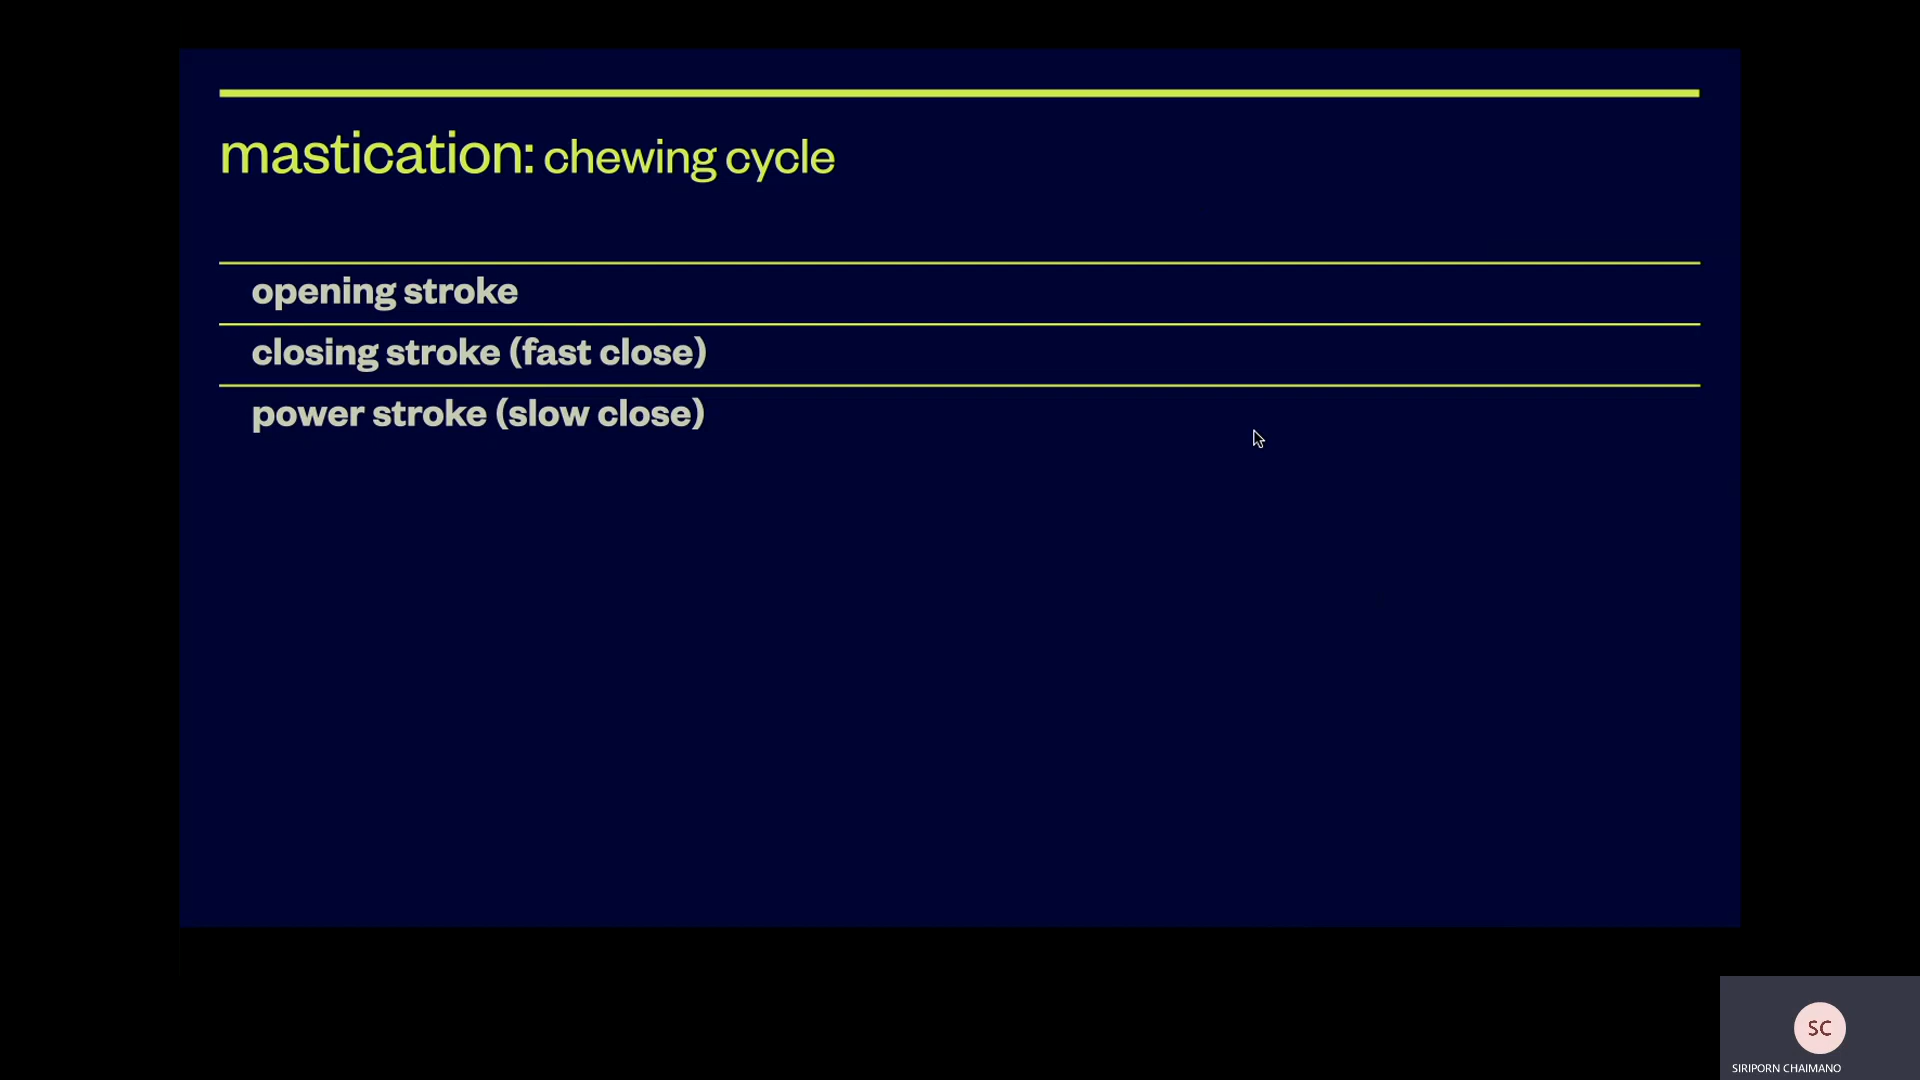 mastication: chewing cycle
opening stroke
closing stroke (fast close)
power stroke (slow close)
SC
SIRIPORN CHAIMANO